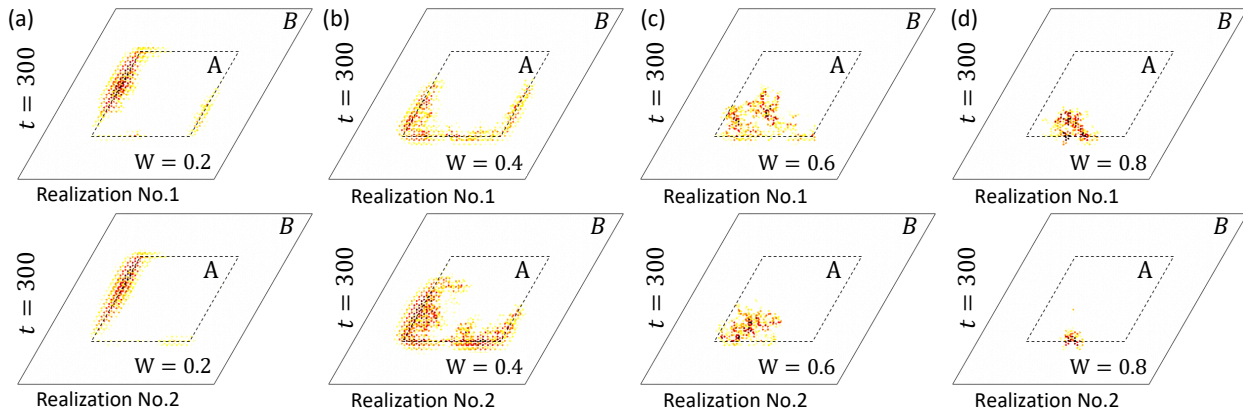 (a)
B
A
t = 300
W = 0.2
Realization No.1
(b)
B
A
t = 300
W = 0.4
Realization No.1
(c)
B
A
t = 300
W = 0.6
Realization No.1
(d)
B
A
t = 300
W = 0.8
Realization No.1
B
A
t = 300
W = 0.2
Realization No.2
B
A
t = 300
W = 0.4
Realization No.2
B
A
t = 300
W = 0.6
Realization No.2
B
A
t = 300
W = 0.8
Realization No.2